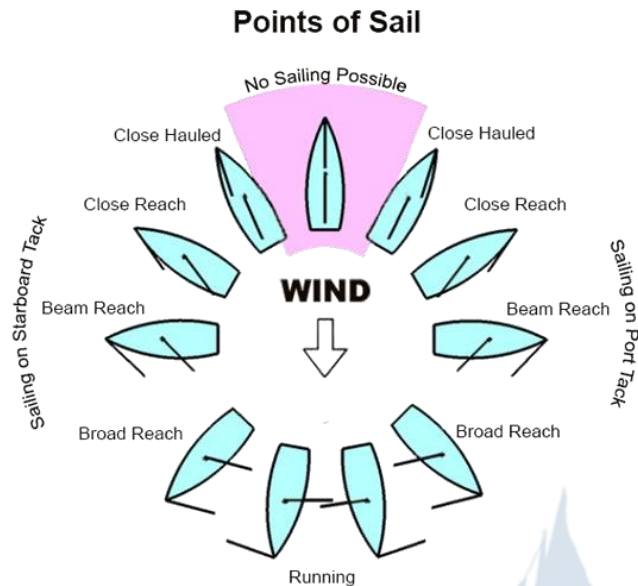 Points of Sail
No Sailing Possible
Close Hauled
Close Hauled
Close Reach
Close Reach
Sailing on Starboard Tack
Sailing on Port Tack
WIND
Beam Reach
Beam Reach
Broad Reach
Broad Reach
Running